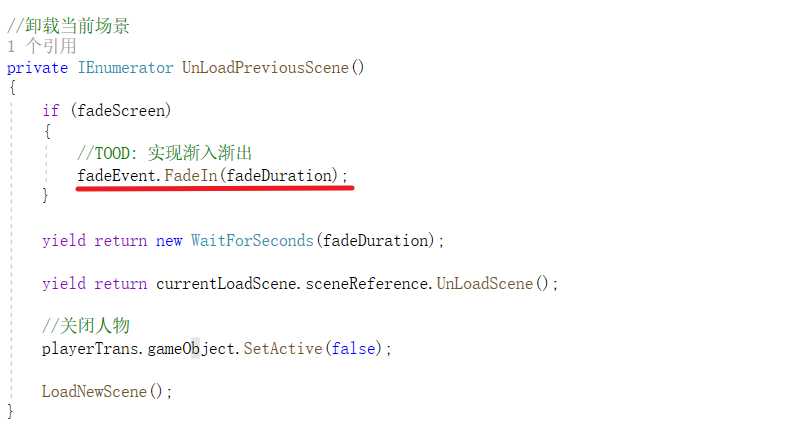 //卸载当前场景
1 个引用
private IEnumerator UnLoadPreviousScene()
{
if (fadeScreen)
{
//TOOD: 实现渐入渐出
fadeEvent.FadeIn(fadeDuration);
}
yield return new WaitForSeconds(fadeDuration);
yield return currentLoadScene.sceneReference.UnLoadScene();
//关闭人物
playerTrans.gameObject.SetActive(false);
LoadNewScene();
}